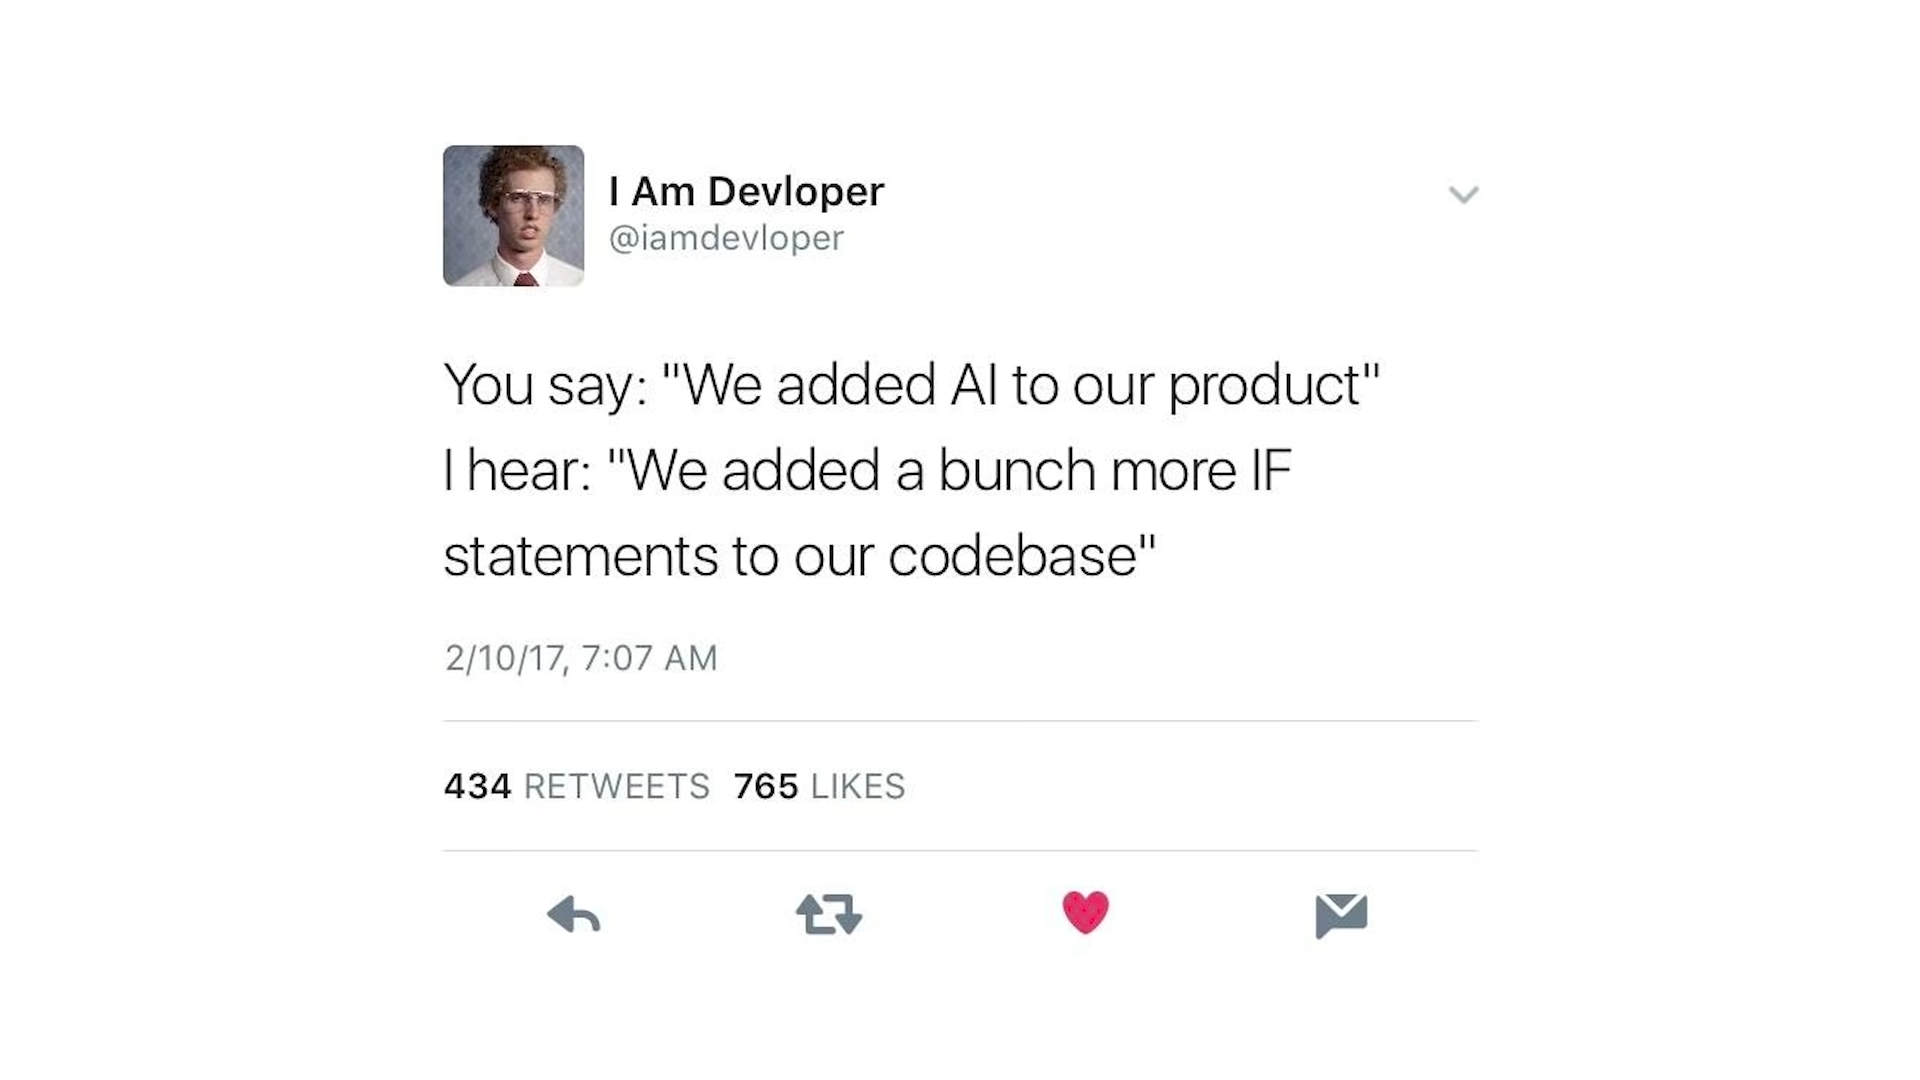 I Am Devloper
@iamdevloper
You say: "We added AI to our product"
I hear: "We added a bunch more IF
statements to our codebase"
2/10/17, 7:07 AM
434 RETWEETS 765 LIKES